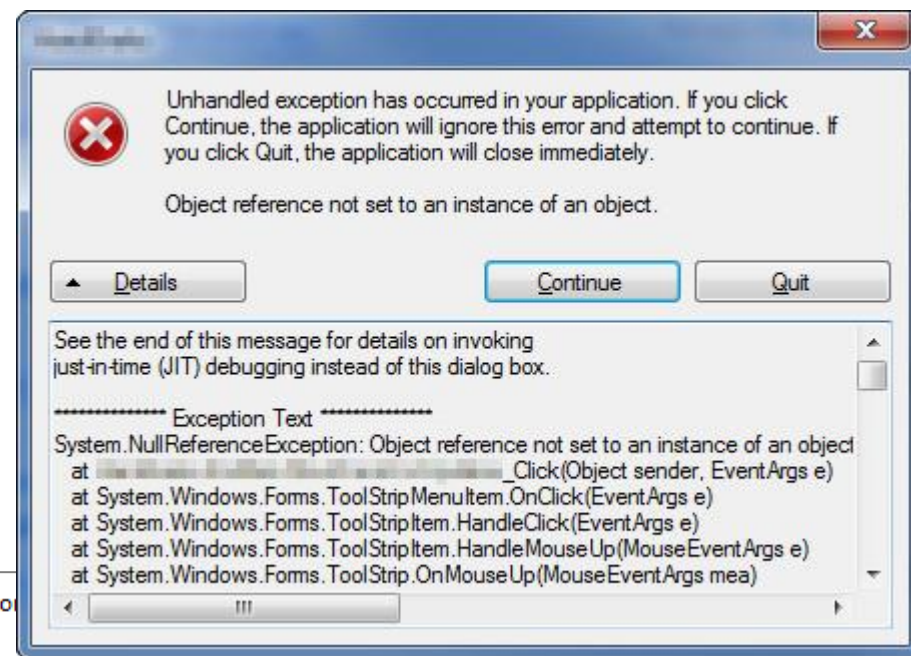 Unhandled exception has occurred in your application. If you click
Continue, the application will ignore this error and attempt to continue. If
you click Quit, the application will close immediately.
Object reference not set to an instance of an object.
Details
Continue
Quit
See the end of this message for details on invoking
just-in-time (JIT) debugging instead of this dialog box.
************** Exception Text **************
System.NullReferenceException: Object reference not set to an instance of an object
at _Click(Object sender, EventArgs e)
at System.Windows.Forms.ToolStripMenuItem.OnClick(EventArgs e)
at System.Windows.Forms.ToolStripItem.HandleClick(EventArgs e)
at System.Windows.Forms.ToolStripItem.HandleMouseUp(MouseEventArgs e)
at System.Windows.Forms.ToolStrip.OnMouseUp(MouseEventArgs mea)